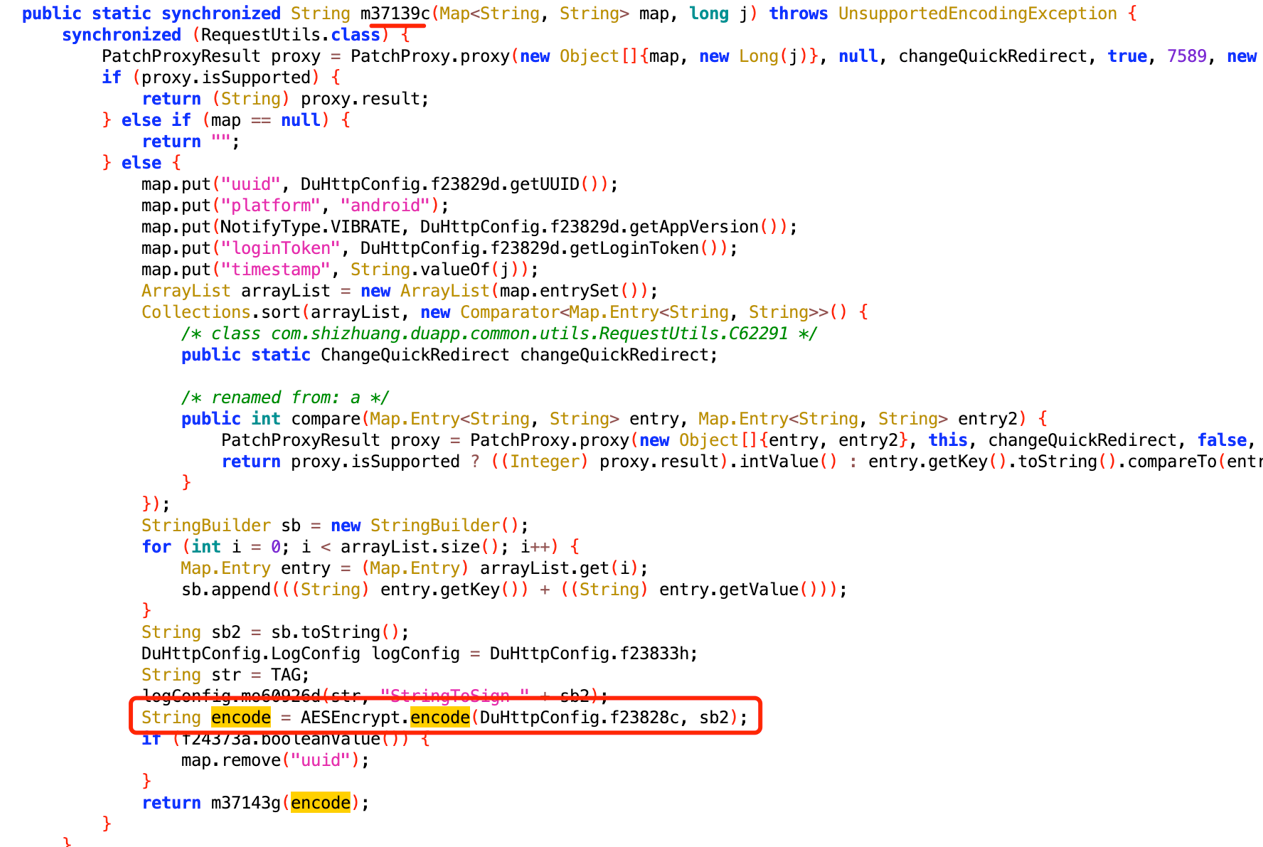 public static synchronized String m37139c(Map<String, String> map, long j) throws UnsupportedEncodingException {
synchronized (RequestUtils.class) {
PatchProxyResult proxy = PatchProxy.proxy(new Object[]{map, new Long(j)}, null, changeQuickRedirect, true, 7589, new
if (proxy.isSupported) {
return (String) proxy.result;
} else if (map == null) {
return "";
} else {
map.put("uuid", DuHttpConfig.f23829d.getUUID());
map.put("platform", "android");
map.put(NotifyType.VIBRATE, DuHttpConfig.f23829d.getAppVersion());
map.put("loginToken", DuHttpConfig.f23829d.getLoginToken());
map.put("timestamp", String.valueOf(j));
ArrayList arrayList = new ArrayList(map.entrySet());
Collections.sort(arrayList, new Comparator<Map.Entry<String, String>>() {
/* class com.shizhuang.duapp.common.utils.RequestUtils.C62291 */
public static ChangeQuickRedirect changeQuickRedirect;
/* renamed from: a */
public int compare(Map.Entry<String, String> entry, Map.Entry<String, String> entry2) {
PatchProxyResult proxy = PatchProxy.proxy(new Object[]{entry, entry2}, this, changeQuickRedirect, false,
return proxy.isSupported ? ((Integer) proxy.result).intValue() : entry.getKey().toString().compareTo(entr
}
});
StringBuilder sb = new StringBuilder();
for (int i = 0; i < arrayList.size(); i++) {
Map.Entry entry = (Map.Entry) arrayList.get(i);
sb.append(((String) entry.getKey()) + ((String) entry.getValue()));
}
String sb2 = sb.toString();
DuHttpConfig.LogConfig logConfig = DuHttpConfig.f23833h;
String str = TAG;
logConfig.mo60926d(str, "StringToSign " + sb2);
String encode = AESEncrypt.encode(DuHttpConfig.f23828c, sb2);
if (f24373a.booleanValue()) {
map.remove("uuid");
}
return m37143g(encode);
}
}